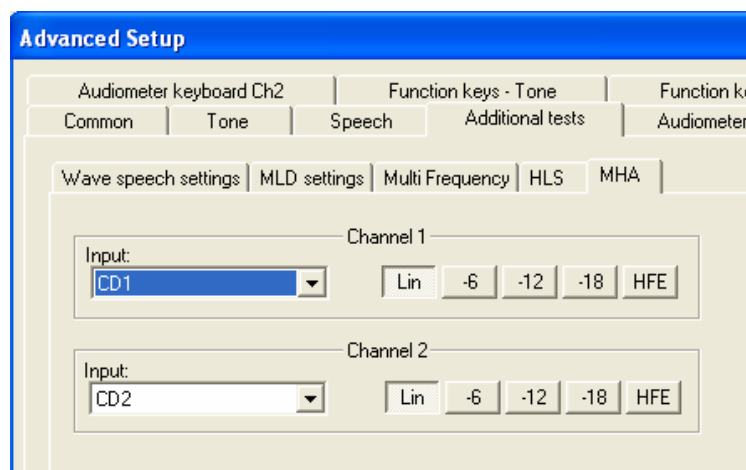 Advanced Setup
Audiometer keyboard Ch2 Function keys - Tone Function
Common Tone Speech Additional tests Audiometer
Wave speech settings MLD settings Multi Frequency HLS MHA
Channel 1
Input:
CD1 Lin -6 -12 -18 HFE
Channel 2
Input:
CD2 Lin -6 -12 -18 HFE